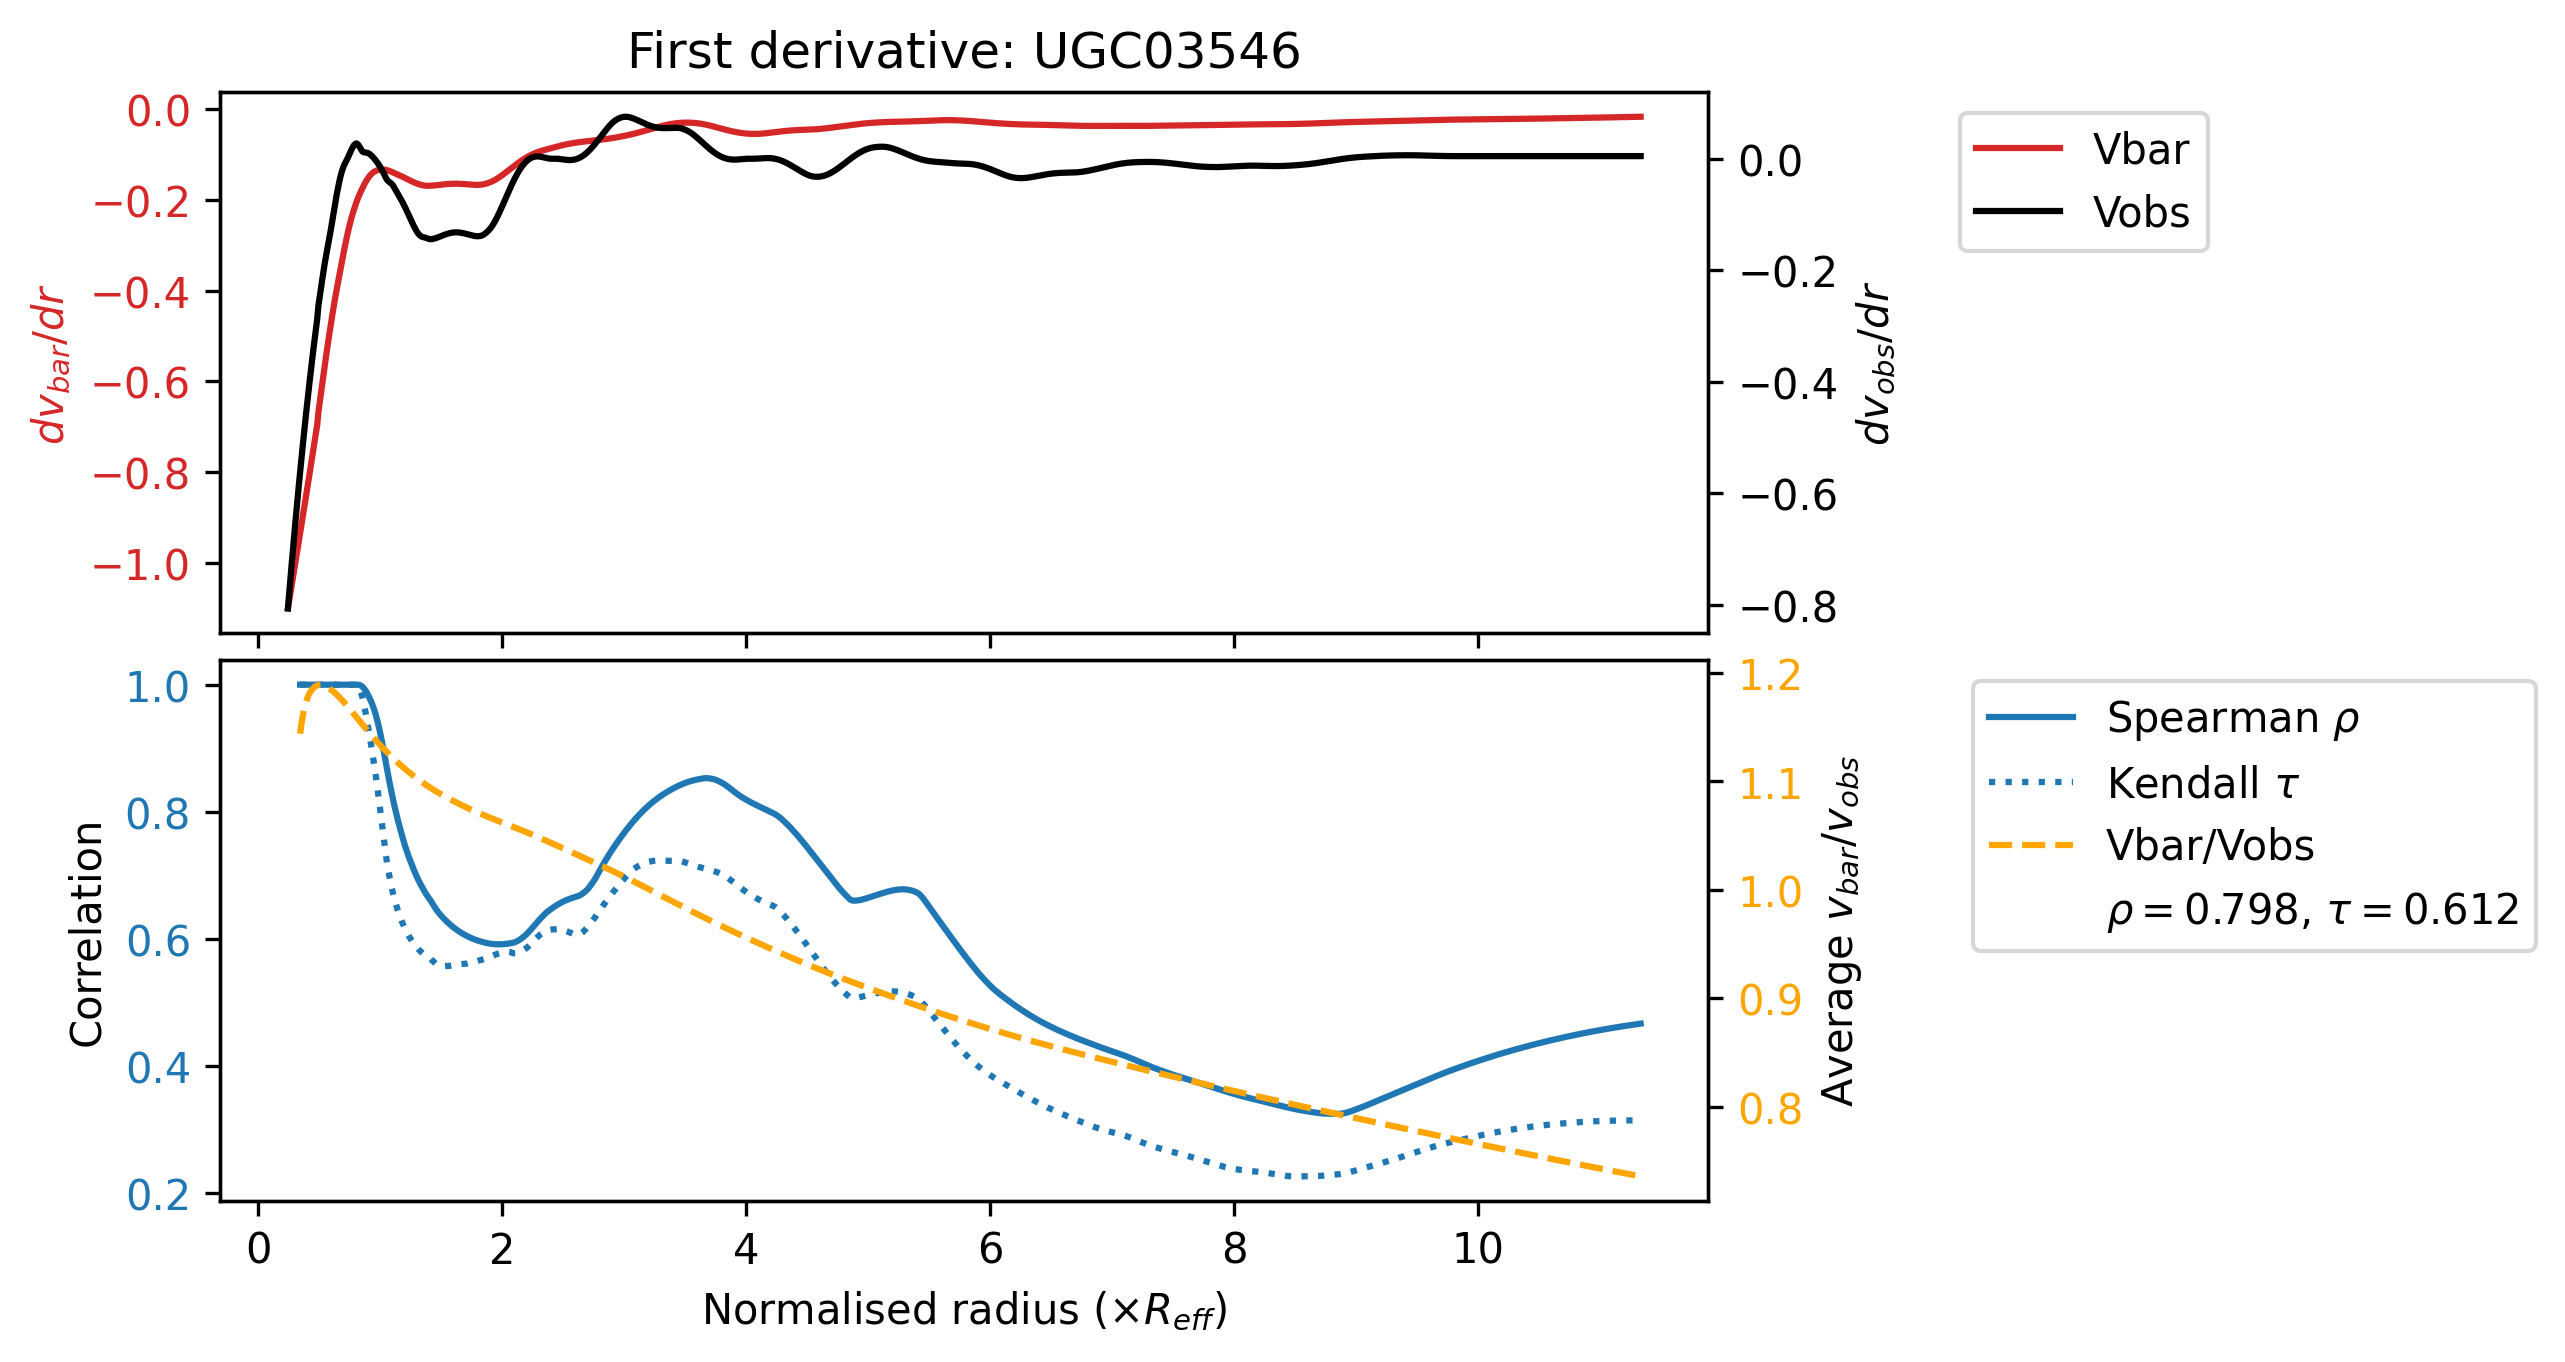 First derivative: UGC03546
0.0
−0.2
−0.4
−0.6
−0.8
−1.0
dv_bar/dr
0.0
−0.2
−0.4
−0.6
−0.8
dv_obs/dr
Vbar
Vobs
1.0
0.8
0.6
0.4
0.2
Correlation
1.2
1.1
1.0
0.9
0.8
Average v_bar/v_obs
Spearman ρ
Kendall τ
Vbar/Vobs
ρ = 0.798, τ = 0.612
0 2 4 6 8 10
Normalised radius (×R_eff)